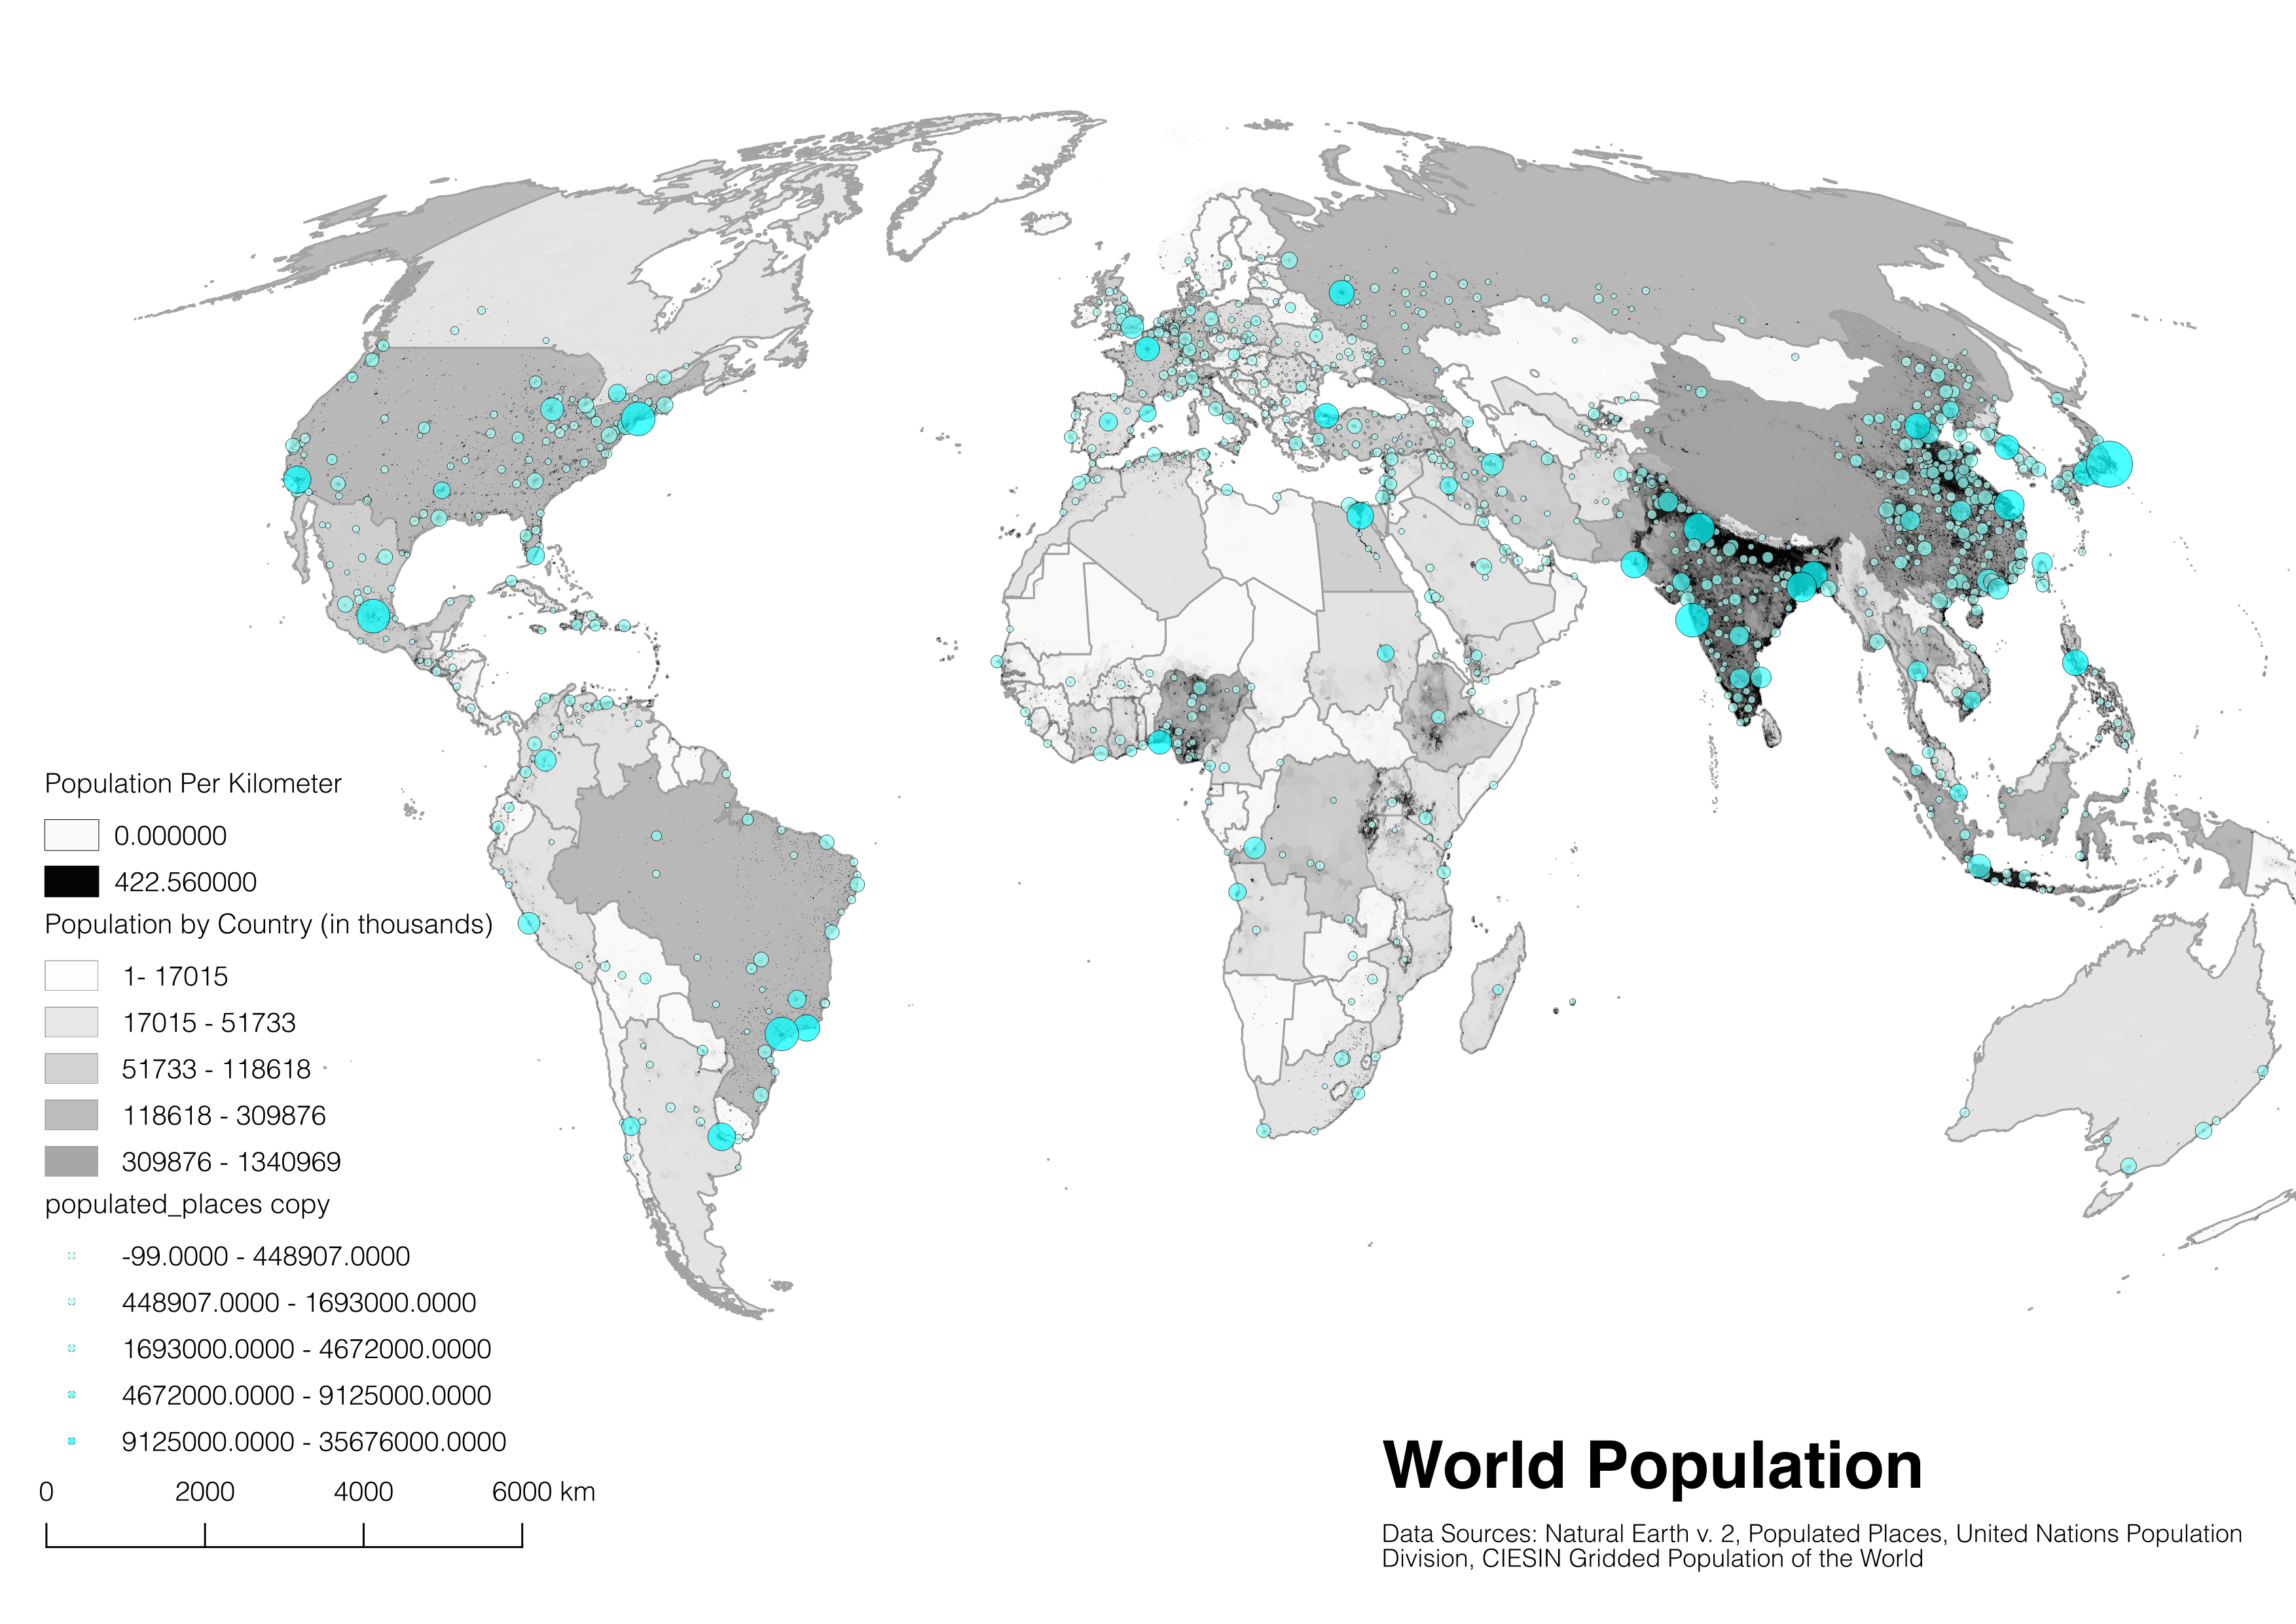 Population Per Kilometer
0.000000
422.560000
Population by Country (in thousands)
1- 17015
17015 - 51733
51733 - 118618
118618 - 309876
309876 - 1340969
populated_places copy
-99.0000 - 448907.0000
448907.0000 - 1693000.0000
1693000.0000 - 4672000.0000
4672000.0000 - 9125000.0000
9125000.0000 - 35676000.0000
0 2000 4000 6000 km
World Population
Data Sources: Natural Earth v. 2, Populated Places, United Nations Population
Division, CIESIN Gridded Population of the World